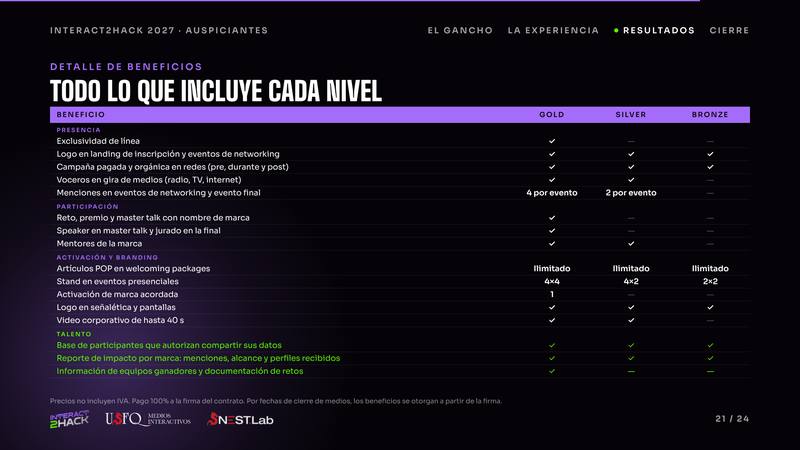 INTERACT2HACK 2027 · AUSPICIANTES
EL GANCHO LA EXPERIENCIA • RESULTADOS CIERRE
DETALLE DE BENEFICIOS
TODO LO QUE INCLUYE CADA NIVEL
BENEFICIO GOLD SILVER BRONZE
PRESENCIA
Exclusividad de línea ✓ — —
Logo en landing de inscripción y eventos de networking ✓ ✓ ✓
Campaña pagada y orgánica en redes (pre, durante y post) ✓ ✓ ✓
Voceros en gira de medios (radio, TV, internet) ✓ ✓ —
Menciones en eventos de networking y evento final 4 por evento 2 por evento —
PARTICIPACIÓN
Reto, premio y master talk con nombre de marca ✓ — —
Speaker en master talk y jurado en la final ✓ — —
Mentores de la marca ✓ ✓ —
ACTIVACIÓN Y BRANDING
Artículos POP en welcoming packages Ilimitado Ilimitado Ilimitado
Stand en eventos presenciales 4×4 4×2 2×2
Activación de marca acordada 1 — —
Logo en señalética y pantallas ✓ ✓ ✓
Video corporativo de hasta 40 s ✓ ✓ —
TALENTO
Base de participantes que autorizan compartir sus datos ✓ ✓ ✓
Reporte de impacto por marca: menciones, alcance y perfiles recibidos ✓ ✓ ✓
Información de equipos ganadores y documentación de retos ✓ — —
Precios no incluyen IVA. Pago 100% a la firma del contrato. Por fechas de cierre de medios, los beneficios se otorgan a partir de la firma.
INTERACT
2HACK
USFQ MEDIOS
INTERACTIVOS
NESTLab
21 / 24